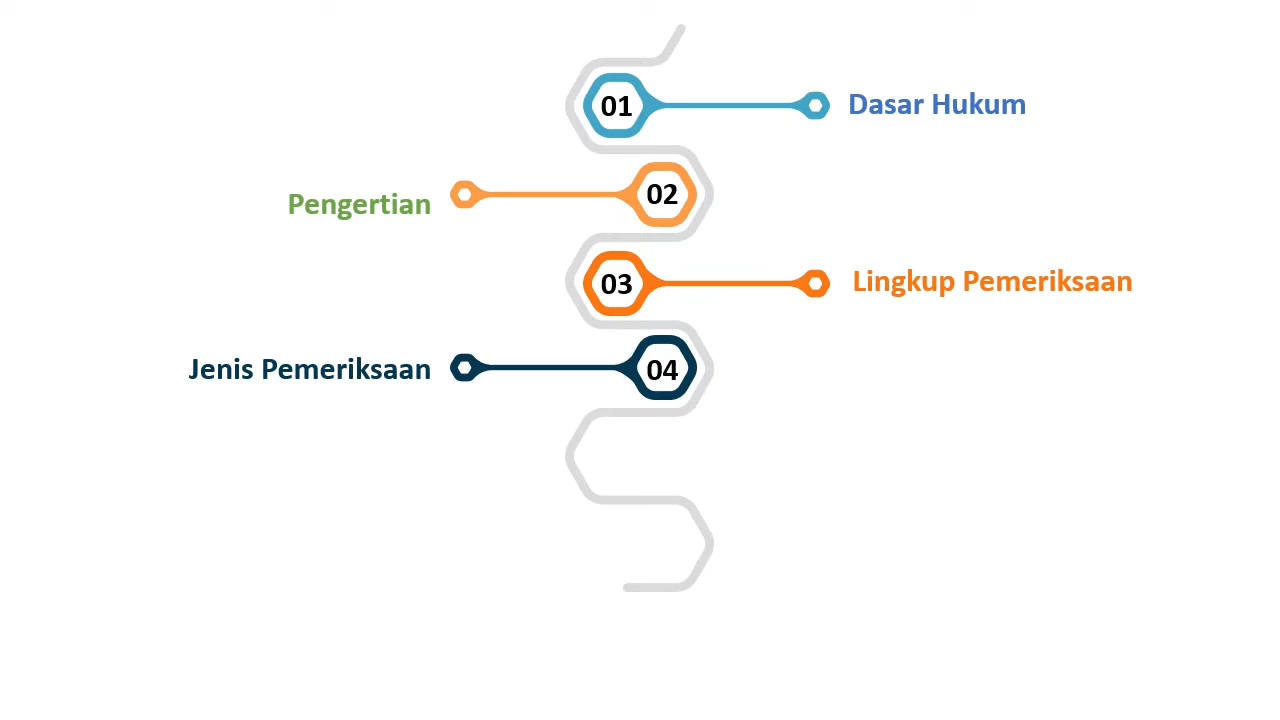 01
Dasar Hukum
02
Pengertian
03
Lingkup Pemeriksaan
04
Jenis Pemeriksaan